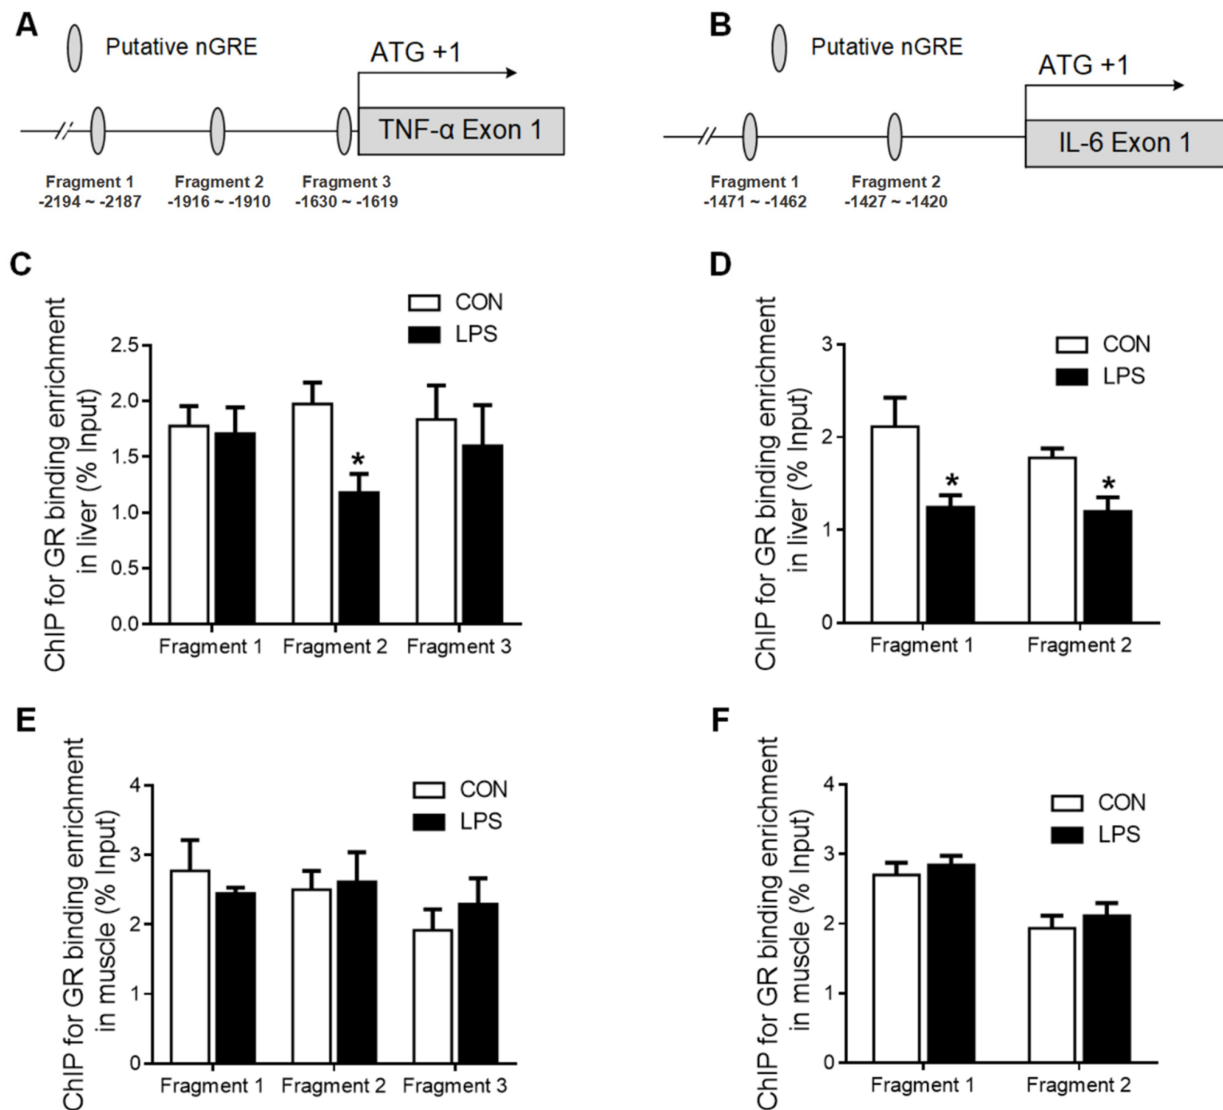 A
Putative nGRE
ATG +1
TNF-α Exon 1
Fragment 1
-2194 ~ -2187
Fragment 2
-1916 ~ -1910
Fragment 3
-1630 ~ -1619
B
Putative nGRE
ATG +1
IL-6 Exon 1
Fragment 1
-1471 ~ -1462
Fragment 2
-1427 ~ -1420
C
ChIP for GR binding enrichment
in liver (% Input)
CON
LPS
2.5
2.0
1.5
1.0
0.5
0.0
*
Fragment 1
Fragment 2
Fragment 3
D
ChIP for GR binding enrichment
in liver (% Input)
CON
LPS
3
2
1
0
*
*
Fragment 1
Fragment 2
E
ChIP for GR binding enrichment
in muscle (% Input)
CON
LPS
4
3
2
1
0
Fragment 1
Fragment 2
Fragment 3
F
ChIP for GR binding enrichment
in muscle (% Input)
CON
LPS
4
3
2
1
0
Fragment 1
Fragment 2